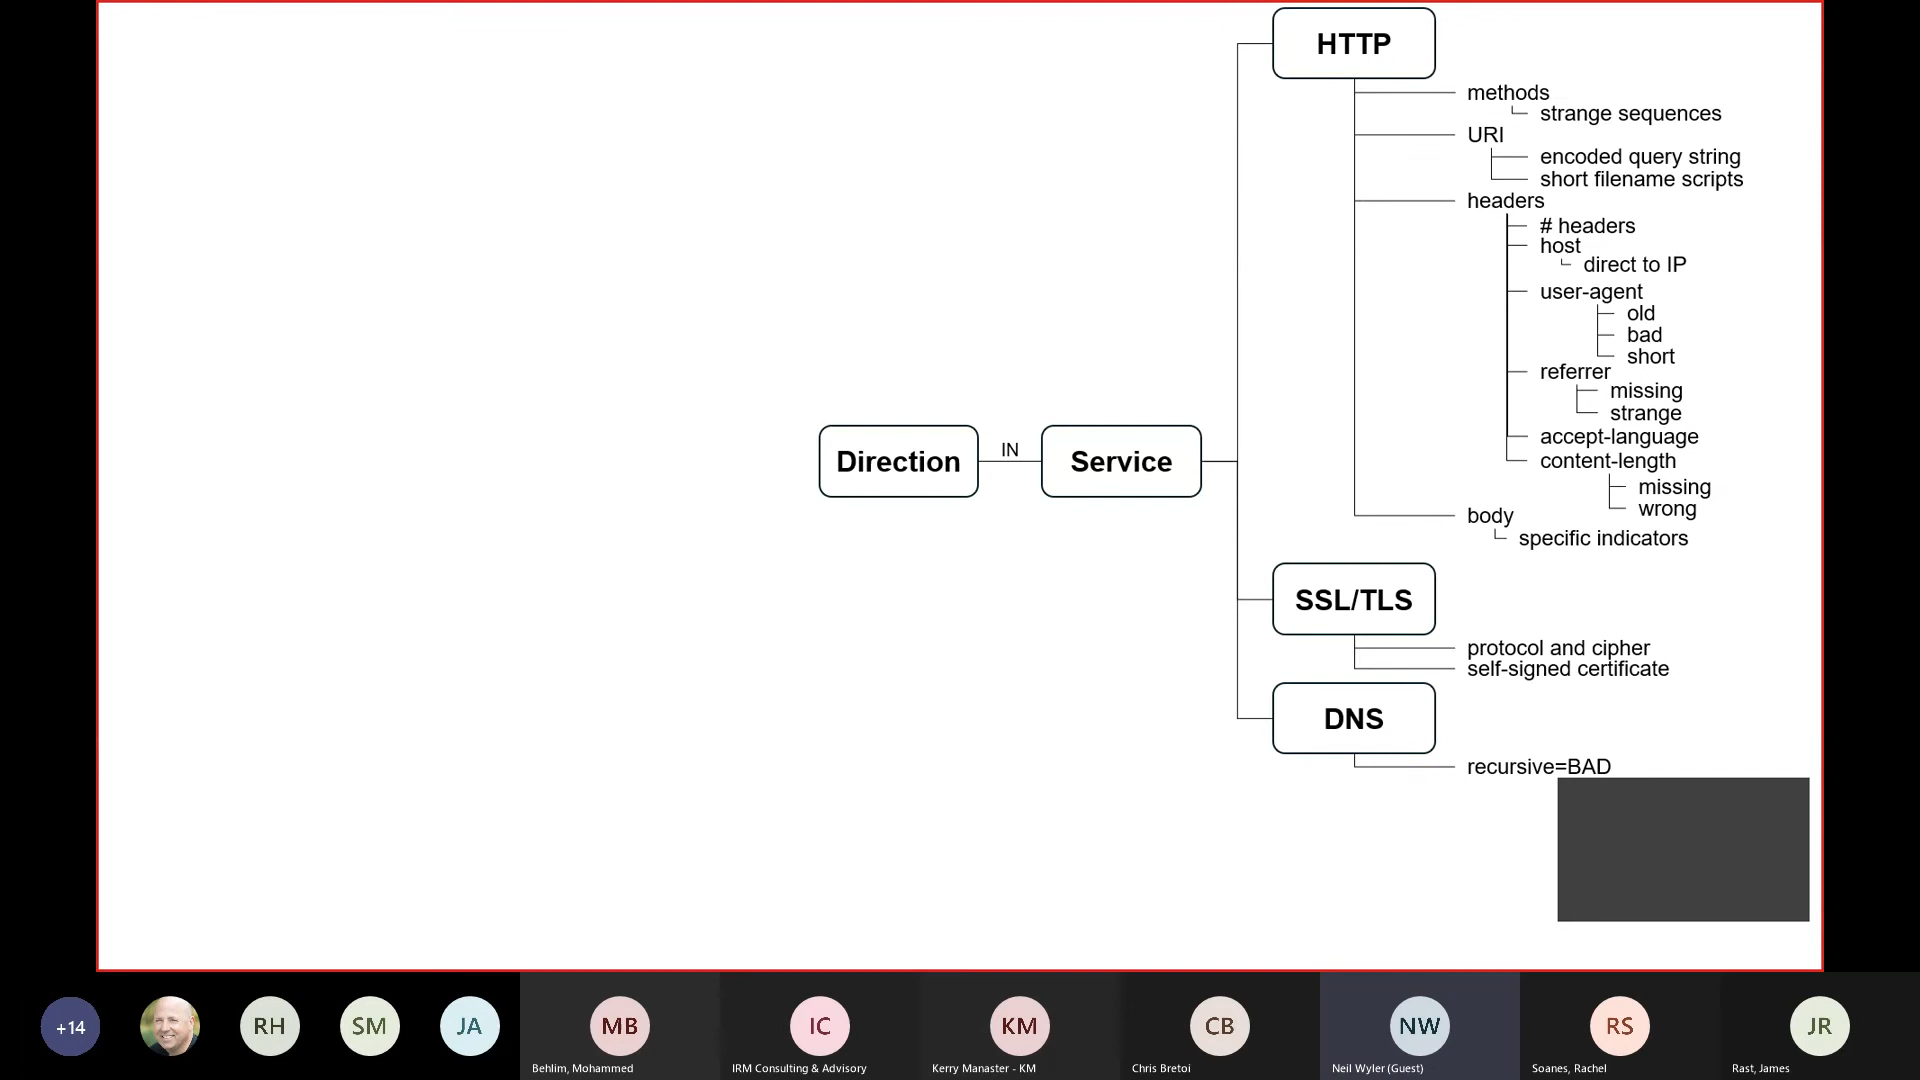 HTTP
methods
strange sequences
URI
encoded query string
short filename scripts
headers
# headers
host
direct to IP
user-agent
old
bad
short
referrer
missing
strange
accept-language
content-length
missing
wrong
body
specific indicators
Direction
IN
Service
SSL/TLS
protocol and cipher
self-signed certificate
DNS
recursive=BAD
+14
RH
SM
JA
MB
IC
KM
CB
NW
RS
JR
Behlim, Mohammed
IRM Consulting & Advisory
Kerry Manaster - KM
Chris Bretoi
Neil Wyler (Guest)
Soanes, Rachel
Rast, James